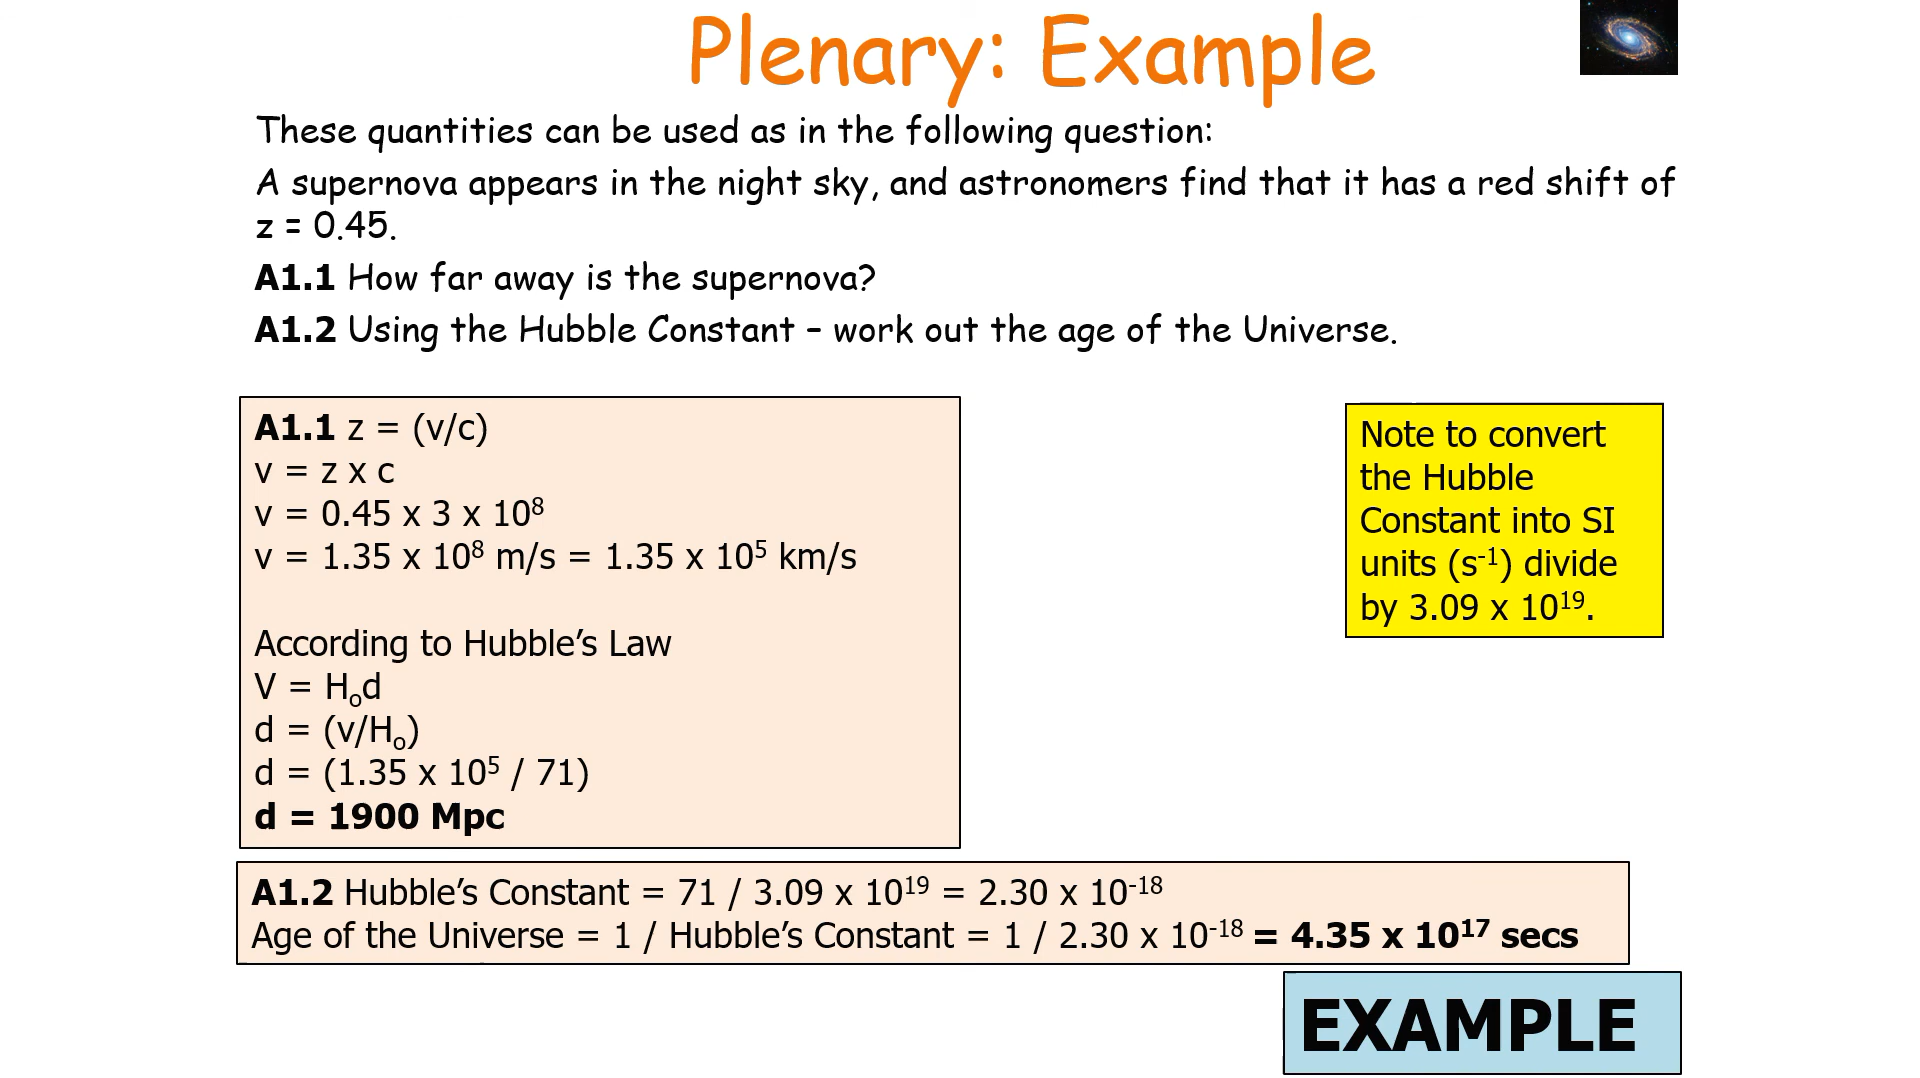 Plenary: Example
These quantities can be used as in the following question:
A supernova appears in the night sky, and astronomers find that it has a red shift of
z = 0.45.
A1.1 How far away is the supernova?
A1.2 Using the Hubble Constant – work out the age of the Universe.
A1.1 z = (v/c)
v = z x c
v = 0.45 x 3 x 10⁸
v = 1.35 x 10⁸ m/s = 1.35 x 10⁵ km/s
According to Hubble’s Law
V = Hₒd
d = (v/Hₒ)
d = (1.35 x 10⁵ / 71)
d = 1900 Mpc
Note to convert
the Hubble
Constant into SI
units (s⁻¹) divide
by 3.09 x 10¹⁹.
A1.2 Hubble’s Constant = 71 / 3.09 x 10¹⁹ = 2.30 x 10⁻¹⁸
Age of the Universe = 1 / Hubble’s Constant = 1 / 2.30 x 10⁻¹⁸ = 4.35 x 10¹⁷ secs
EXAMPLE